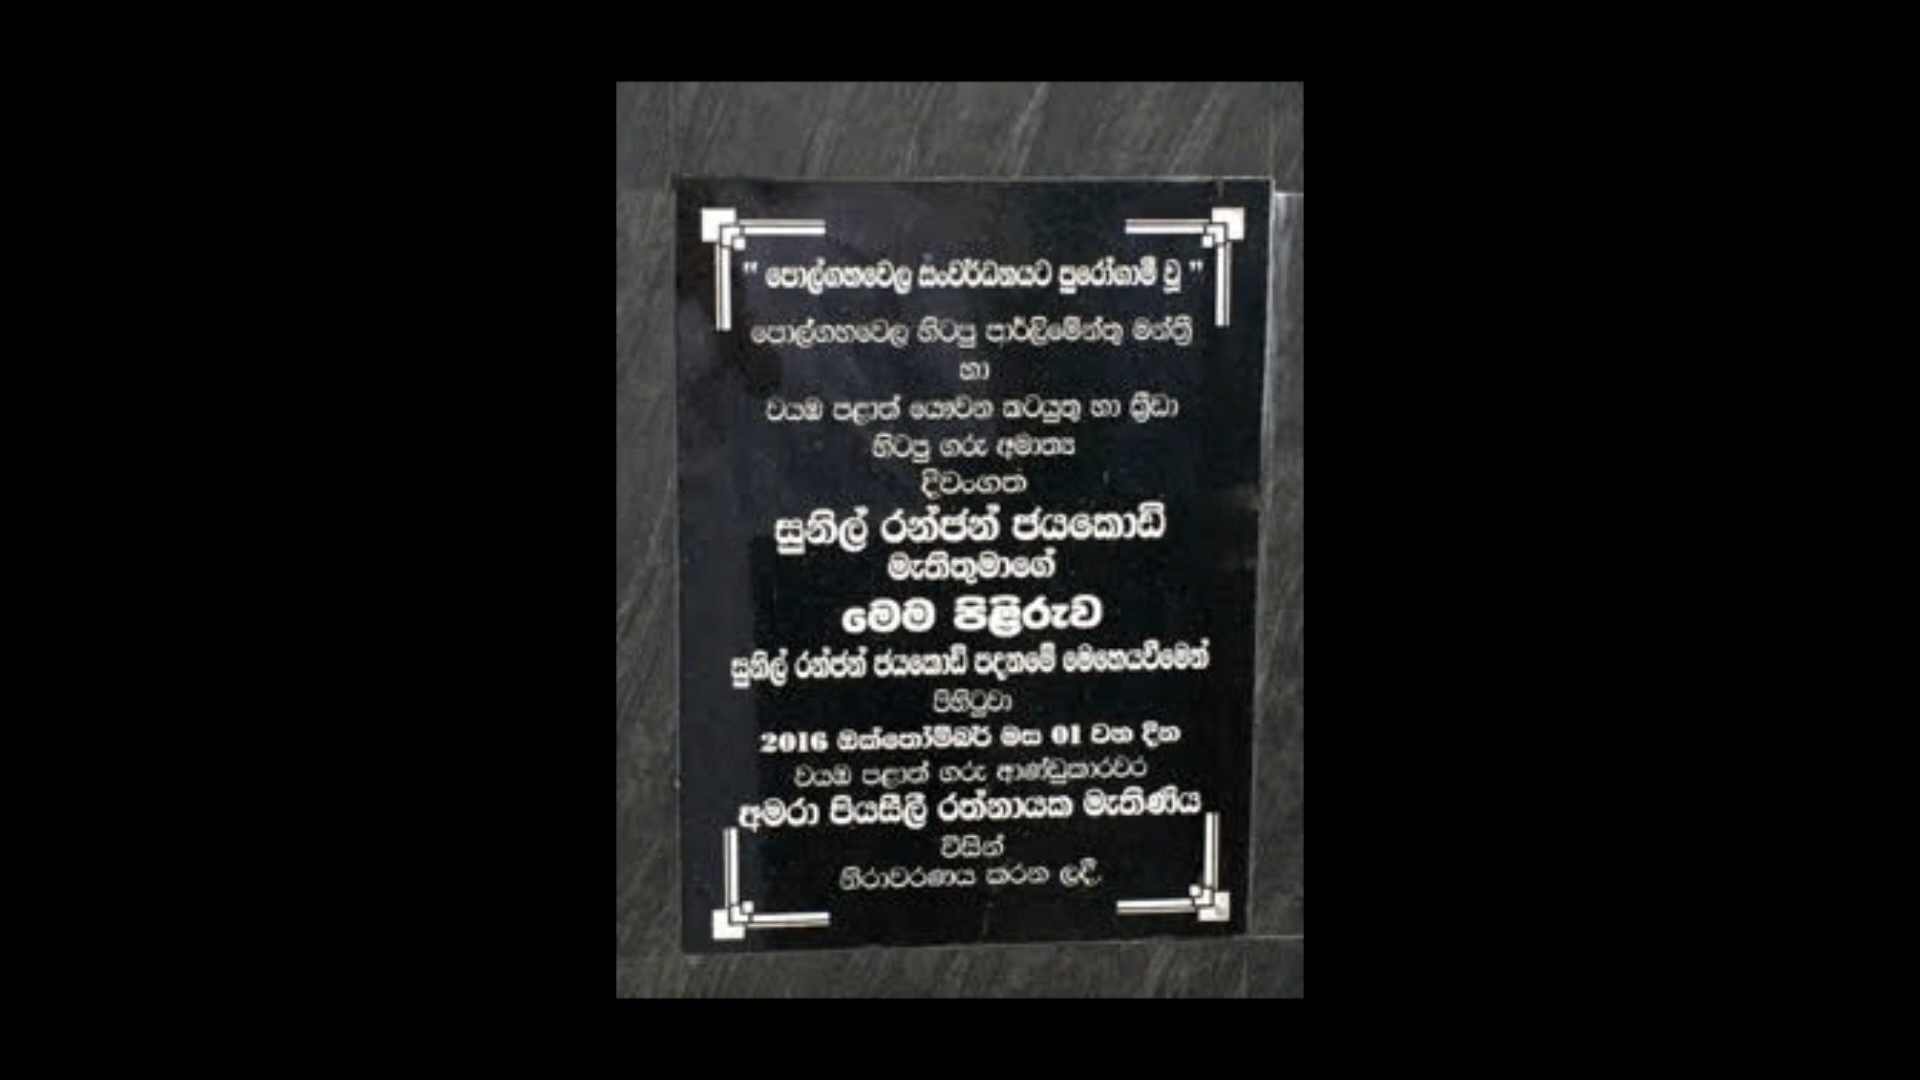 " පොල්ගහවෙල සංවර්ධනයට පුරෝගාමී වූ "
පොල්ගහවෙල හිටපු පාර්ලිමේන්තු මන්ත්‍රී
හා
වයඹ පළාත් යෞවන කටයුතු හා ක්‍රීඩා
හිටපු ගරු අමාත්‍ය
දිවංගත
සුනිල් රන්ජන් ජයකොඩි
මැතිතුමාගේ
මෙම පිළිරුව
සුනිල් රන්ජන් ජයකොඩි පදනමේ මෙහෙයවීමෙන්
පිහිටුවා
2016 ඔක්තෝම්බර් මස 01 වන දින
වයඹ පළාත් ගරු ආණ්ඩුකාරවර
අමරා පියසීලී රත්නායක මැතිණිය
විසින්
නිරාවරණය කරන ලදී.